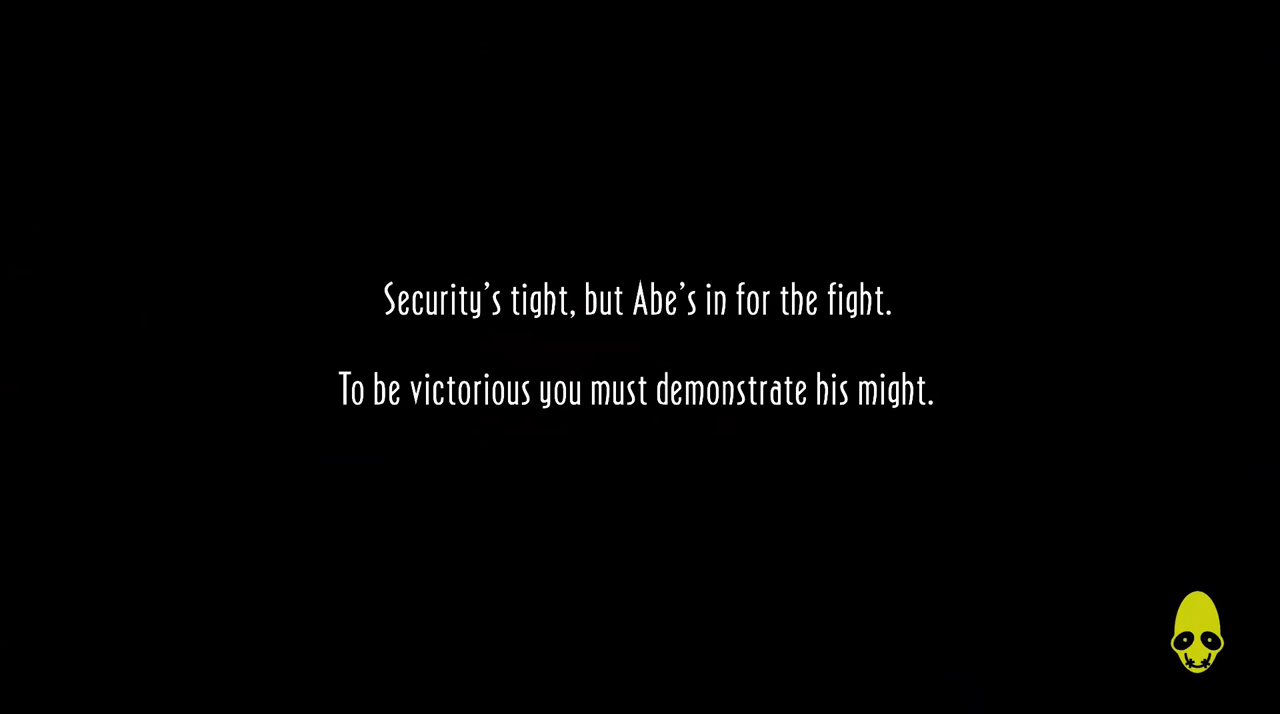 Security’s tight, but Abe’s in for the fight.
To be victorious you must demonstrate his might.